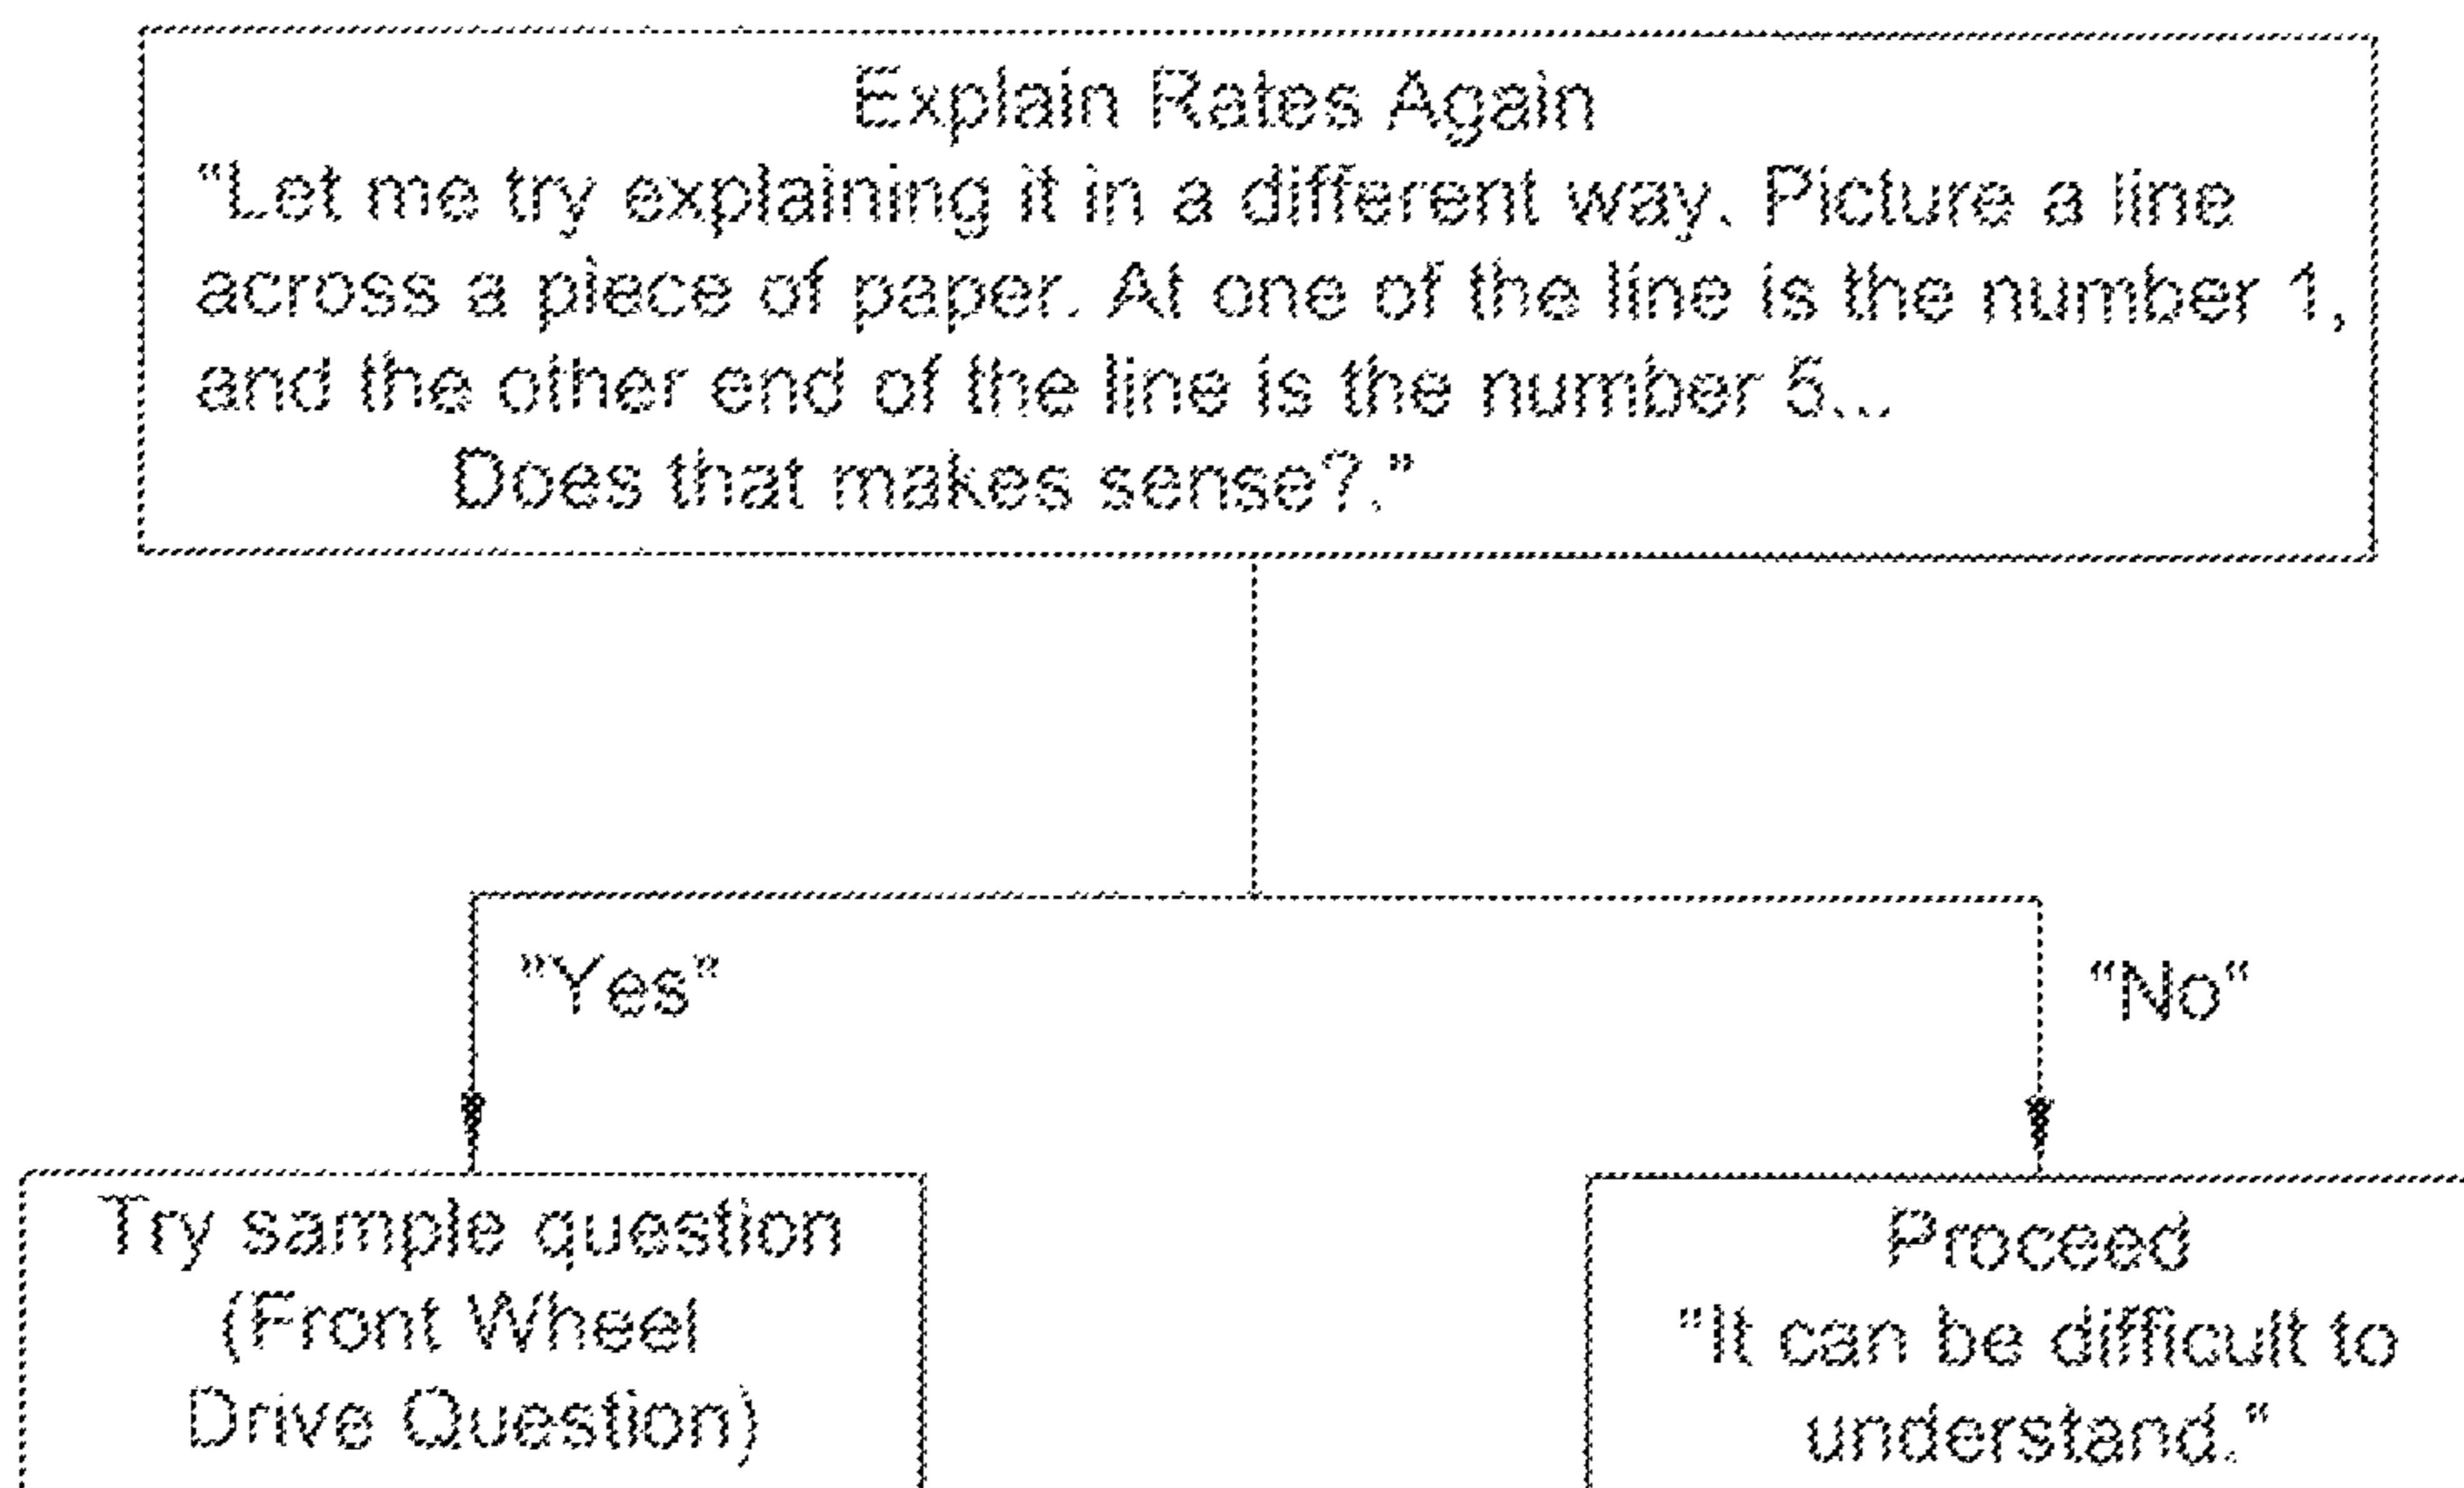 Explain Rates Again
“Let me try explaining it in a different way. Picture a line
across a piece of paper. At one of the line is the number 1,
and the other end of the line is the number 5...
Does that makes sense?.”
"Yes"
“No“
Try sample question
(Front Wheel
Drive Question)
Proceed
"It can be difficult to
understand.“